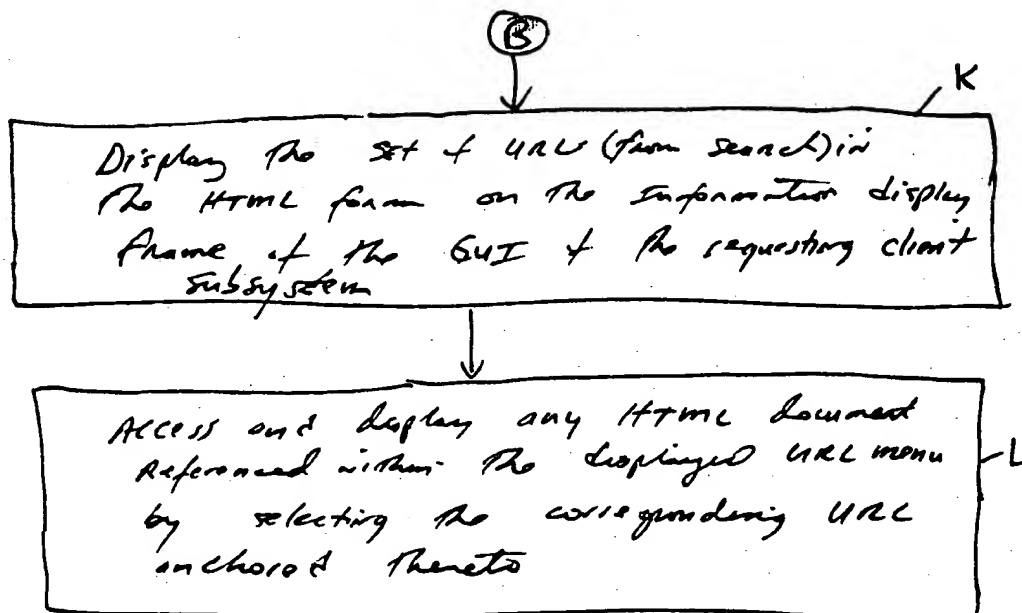 B
K
Display the set of URLs (from search) in
the HTML form on the Information display
frame of the GUI of the requesting client
subsystem
Access and display any HTML document
Referenced within the displayed URL menu
L
by selecting the corresponding URL
anchored thereto